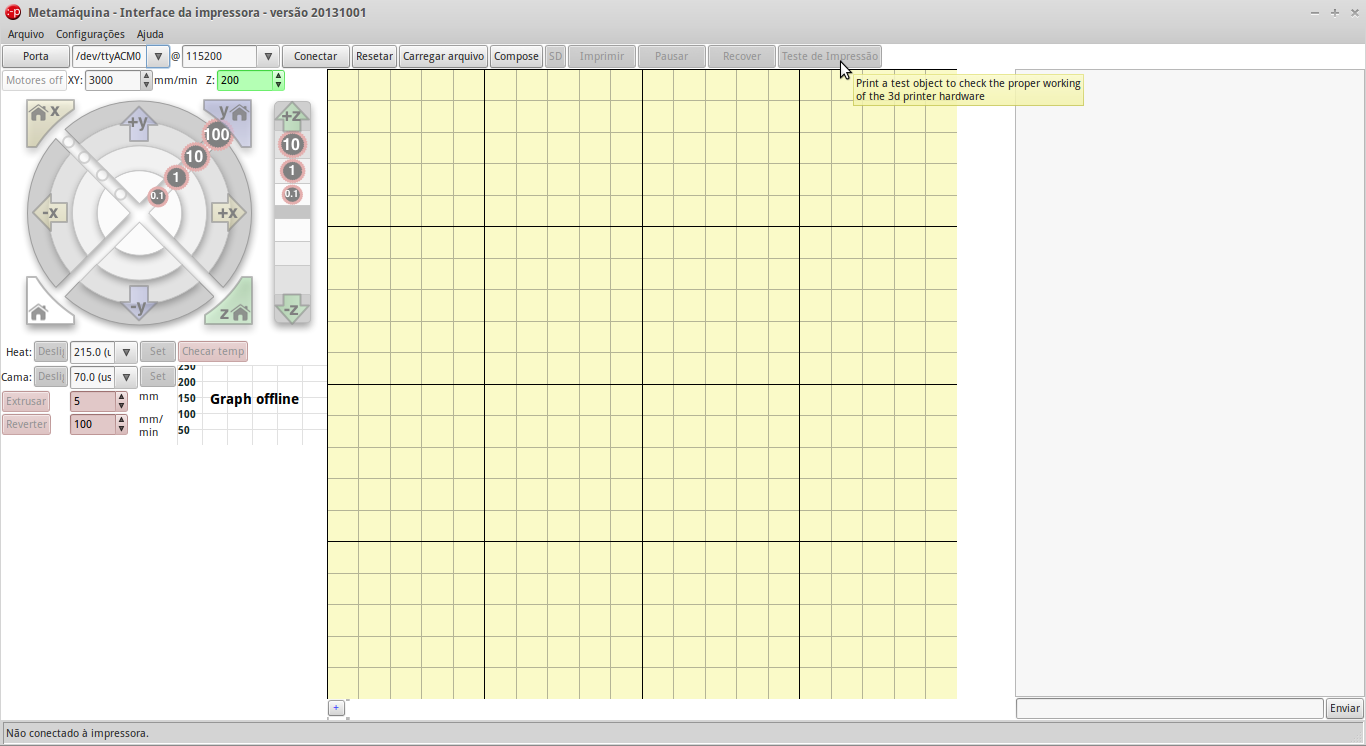 Metamáquina - Interface da impressora - versão 20131001
Arquivo Configurações Ajuda
Porta /dev/ttyACM0 @ 115200 Conectar Resetar Carregar arquivo Compose SD Imprimir Pausar Recover Teste de Impressão
Motores off XY: 3000 mm/min Z: 200
Print a test object to check the proper working
of the 3d printer hardware
x y +z
+y 100
10 10
1 1
0.1 0.1
-x +x
-y -z
z
Heat: Deslig 215.0 (u Set Checar temp
Cama: Deslig 70.0 (us Set
250
200
150 Graph offline
100
50
Extrusar 5 mm
Reverter 100 mm/
min
+
Enviar
Não conectado à impressora.